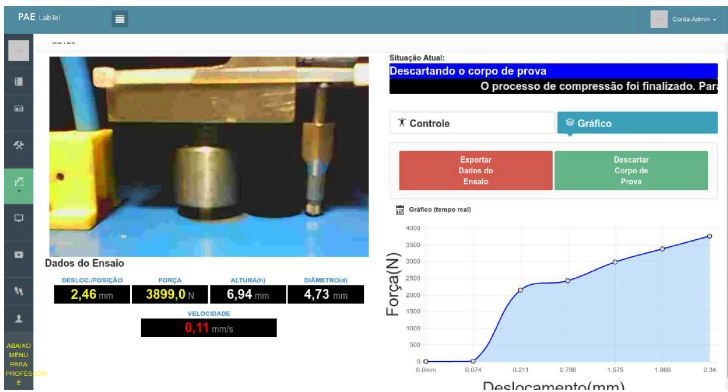 PAE LabTel
Conta Admin
Situação Atual:
Descartando o corpo de prova
O processo de compressão foi finalizado. Para
Controle
Gráfico
Exportar
Dados do
Ensaio
Descartar
Corpo de
Prova
Gráfico (tempo real)
4000
3500
3000
2500
2000
1500
1000
500
0
Força(N)
0.0mm 0.074 0.211 0.788 1.575 1.988 2.34
Deslocamento(mm)
Dados do Ensaio
DESLOC./POSIÇÃO FORÇA ALTURA(h) DIÂMETRO(d)
2,46 mm 3899,0 N 6,94 mm 4,73 mm
VELOCIDADE
0,11 mm/s
ABAIXO
MENU
PARA
PROFESSOR
E